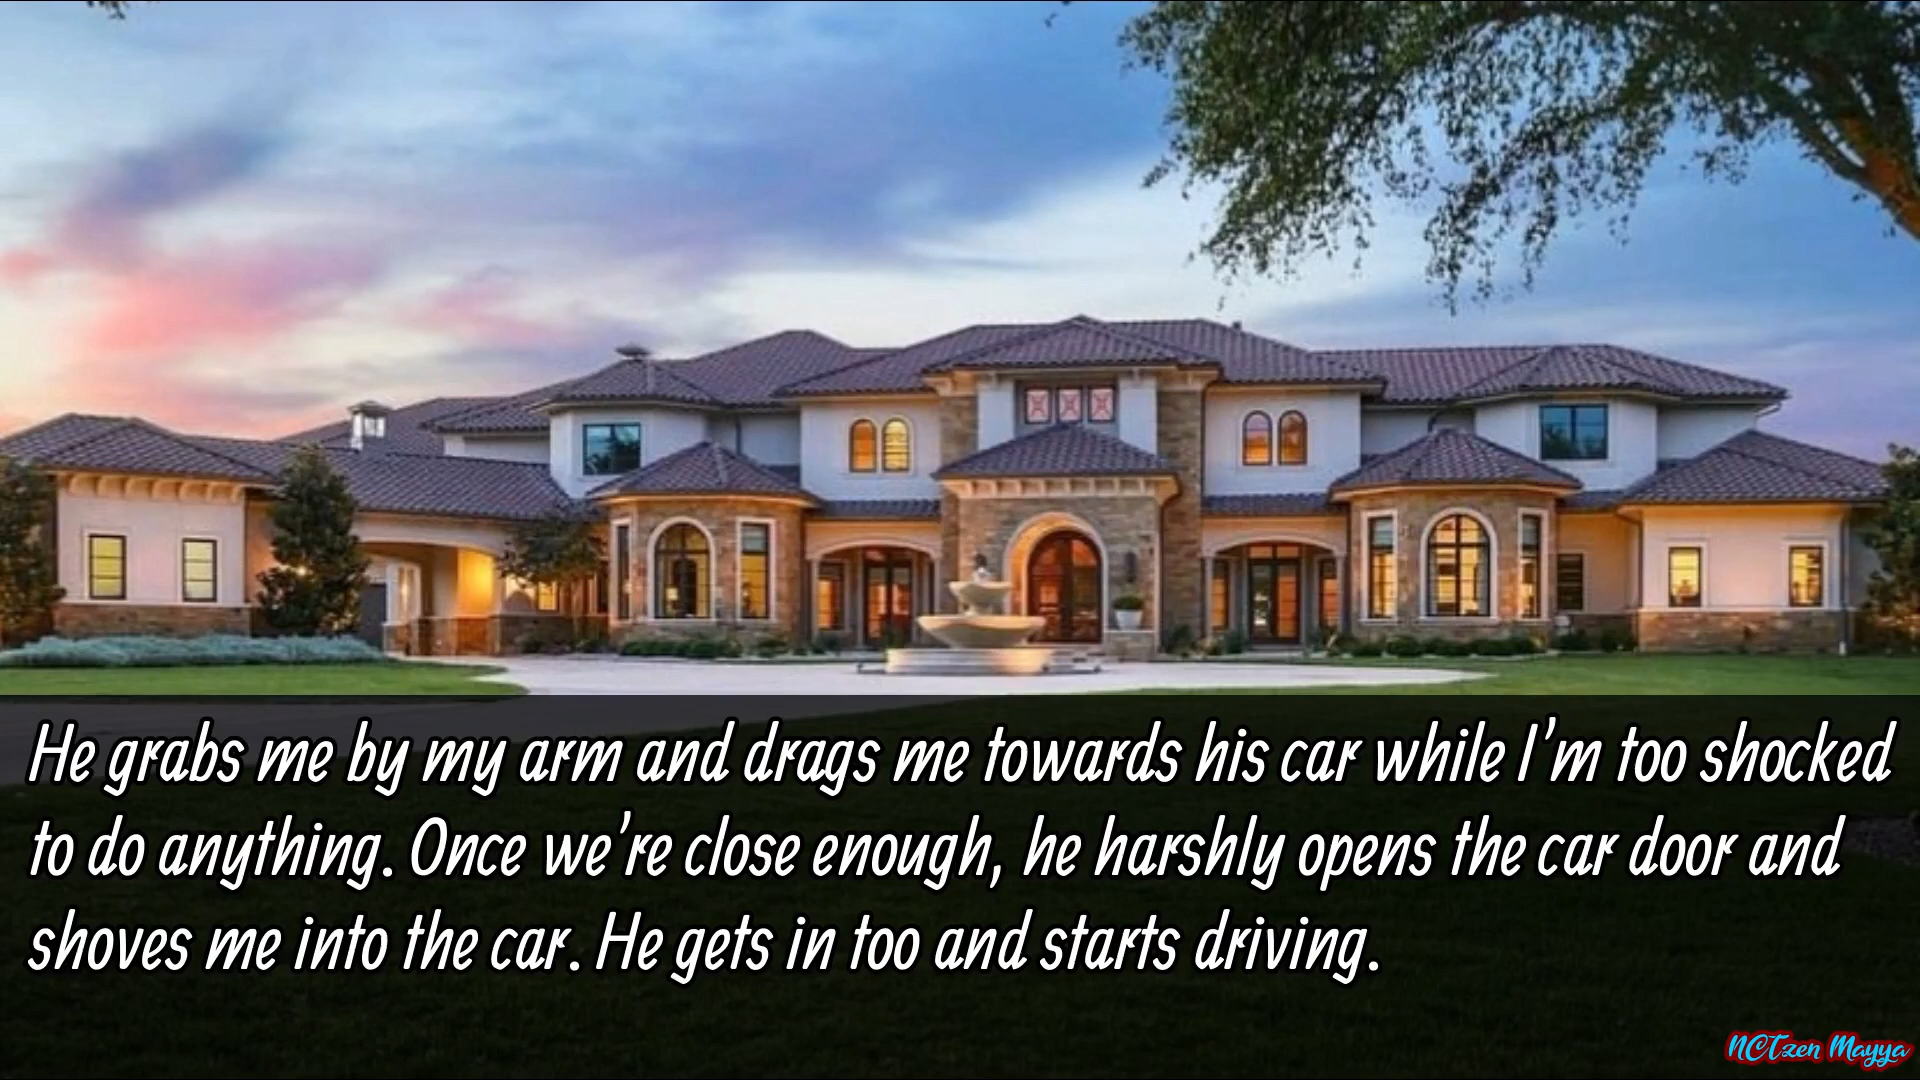 He grabs me by my arm and drags me towards his car while I'm too shocked
to do anything. Once we're close enough, he harshly opens the car door and
shoves me into the car. He gets in too and starts driving.
NCTzen Mayya